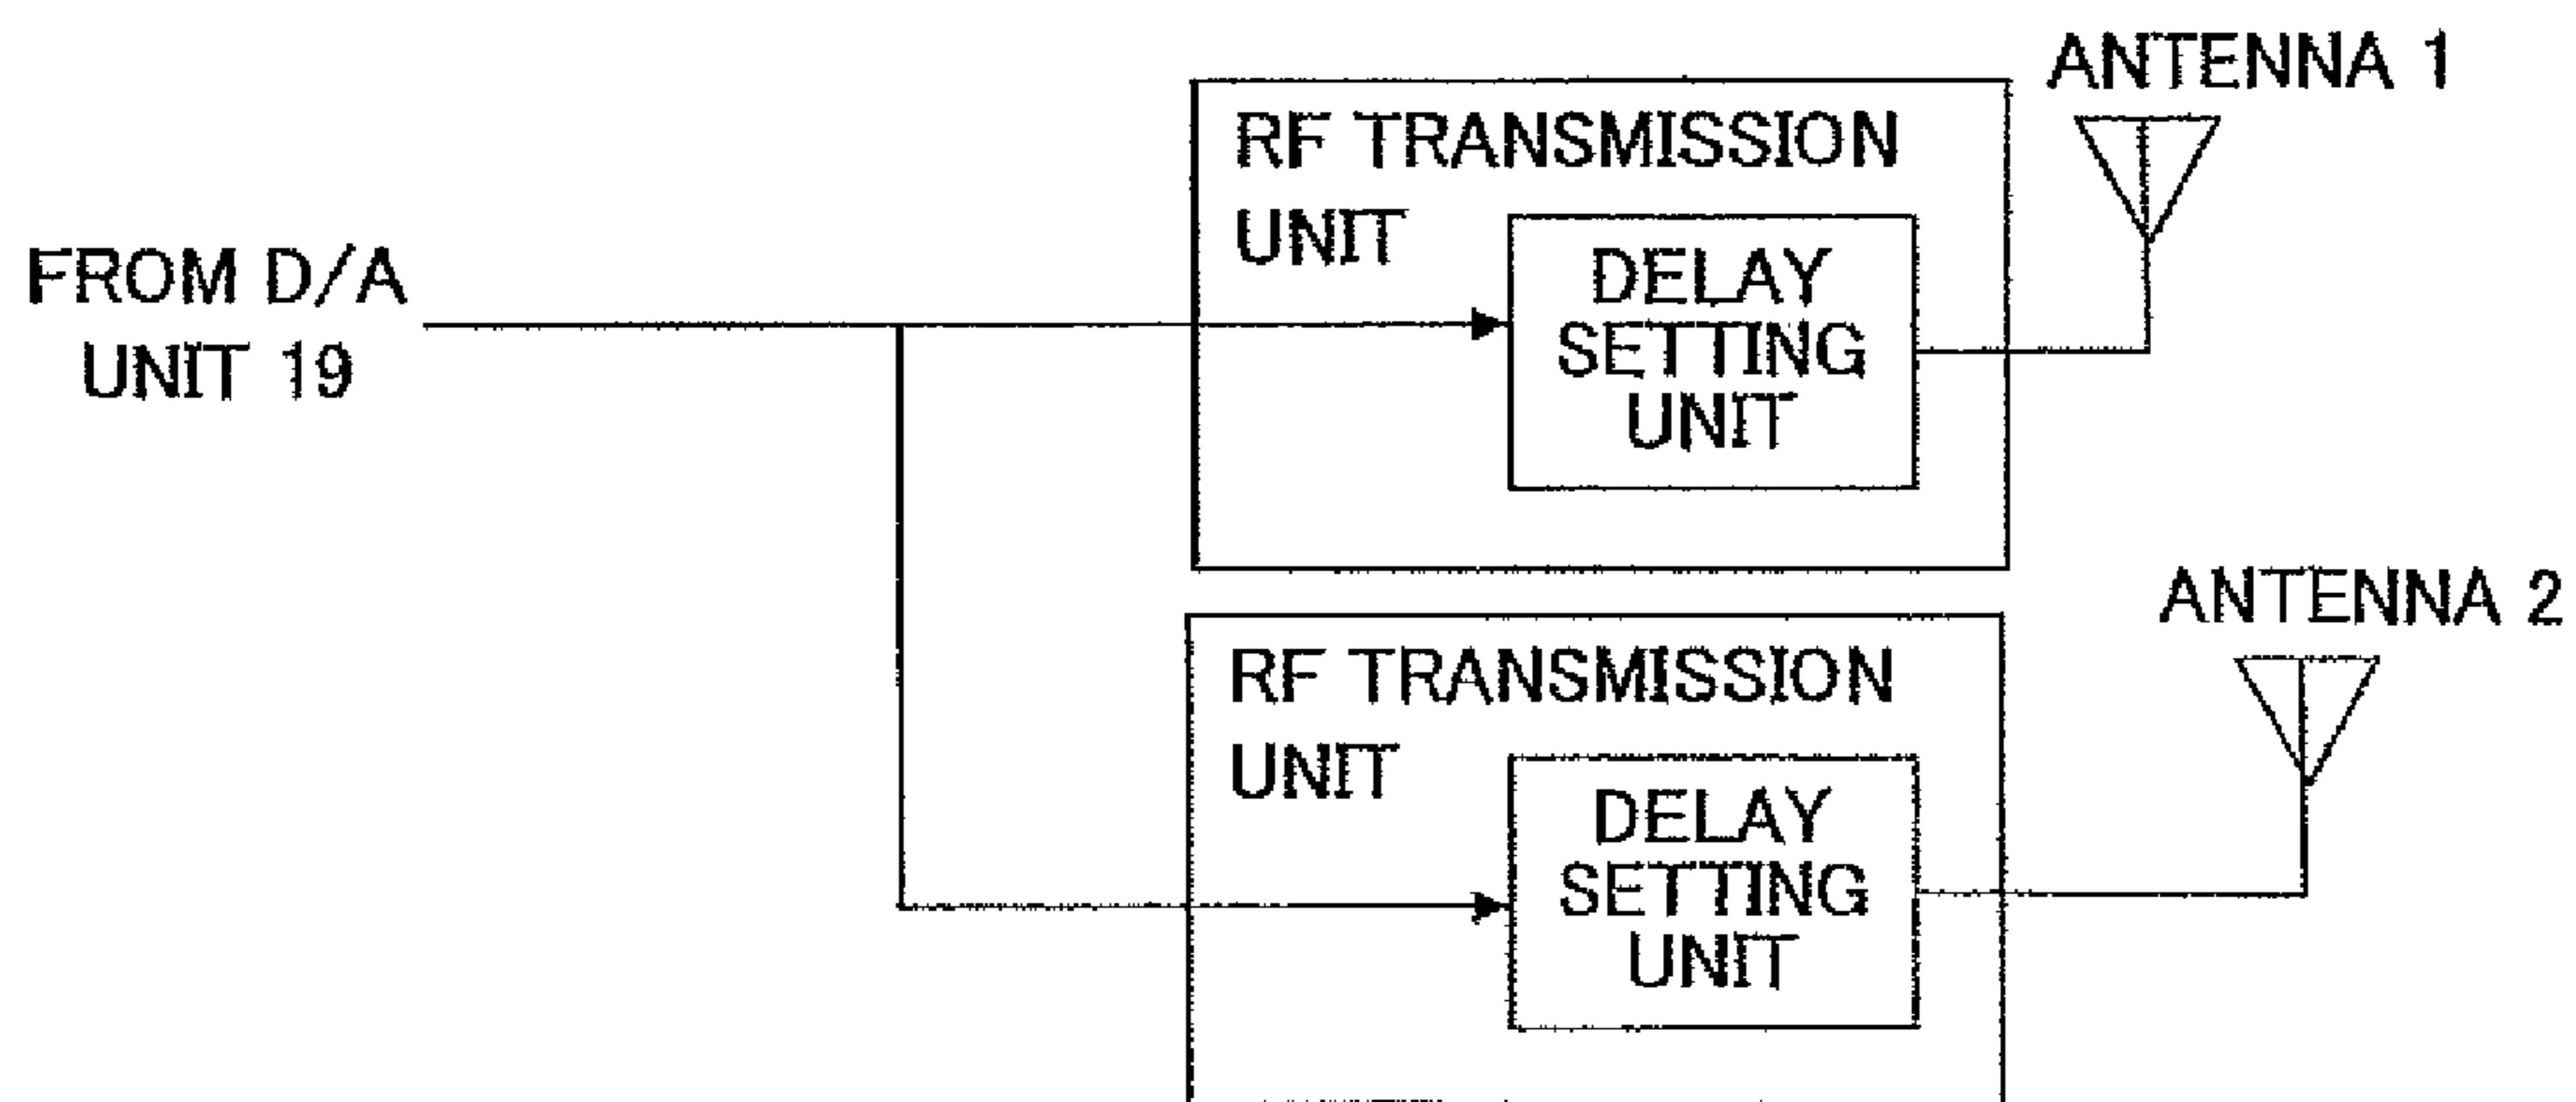 ANTENNA 1
RF TRANSMISSION
UNIT
DELAY
SETTING
UNIT
FROM D/A
UNIT 19
ANTENNA 2
RF TRANSMISSION
UNIT
DELAY
SETTING
UNIT